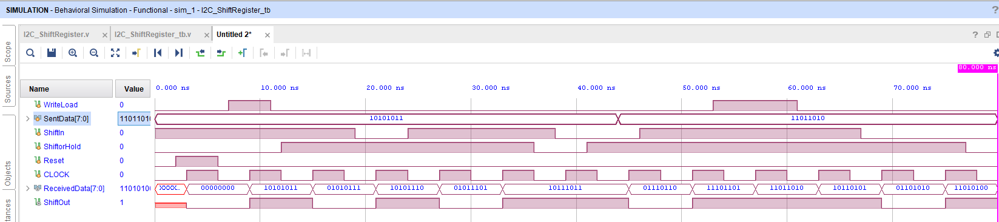 SIMULATION - Behavioral Simulation - Functional - sim_1 - I2C_ShiftRegister_tb ?
I2C_ShiftRegister.v × I2C_ShiftRegister_tb.v × Untitled 2* × ?
Scope
Sources
Objects
tances
80.000 ns
Name Value 0.000 ns 10.000 ns 20.000 ns 30.000 ns 40.000 ns 50.000 ns 60.000 ns 70.000 ns
WriteLoad 0
SentData[7:0] 11011010 10101011 11011010
ShiftIn 0
ShiftorHold 0
Reset 0
CLOCK 0
ReceivedData[7:0] 11010100 XXXX... 00000000 10101011 01010111 10101110 01011101 10111011 01110110 11101101 11011010 10110101 01101010 11010100
ShiftOut 1